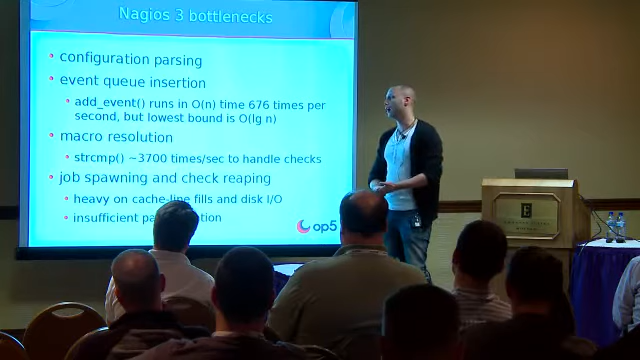 Nagios 3 bottlenecks
configuration parsing
event queue insertion
add_event() runs in O(n) time 676 times per
second, but lowest bound is O(lg n)
macro resolution
strcmp() ~3700 times/sec to handle checks
job spawning and check reaping
heavy on cache-line fills and disk I/O
insufficient
op5
E